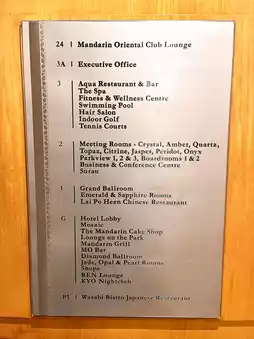 24 | Mandarin Oriental Club Lounge
3A | Executive Office
3 | Aqua Restaurant & Bar
The Spa
Fitness & Wellness Centre
Swimming Pool
Hair Salon
Indoor Golf
Tennis Courts
2 | Meeting Rooms - Crystal, Amber, Quartz,
Topaz, Citrine, Jasper, Peridot, Onyx
Parkview 1, 2 & 3, Boardrooms 1 & 2
Business & Conference Centre
Surau
1 | Grand Ballroom
Emerald & Sapphire Rooms
Lai Po Heen Chinese Restaurant
G | Hotel Lobby
Mosaic
The Mandarin Cake Shop
Lounge on the Park
Mandarin Grill
MO Bar
Diamond Ballroom
Jade, Opal & Pearl Rooms
Shops
REN Lounge
KYO Nightclub
P1 | Wasabi Bistro Japanese Restaurant